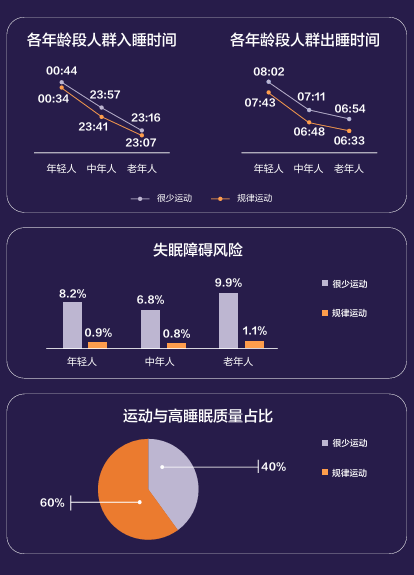 各年龄段人群入睡时间
各年龄段人群出睡时间
00:44
00:34
23:57
23:41
23:16
23:07
年轻人 中年人 老年人
08:02
07:43
07:11
06:48
06:54
06:33
年轻人 中年人 老年人
很少运动 规律运动
失眠障碍风险
8.2%
0.9%
6.8%
0.8%
9.9%
1.1%
很少运动
规律运动
年轻人 中年人 老年人
运动与高睡眠质量占比
很少运动
规律运动
40%
60%